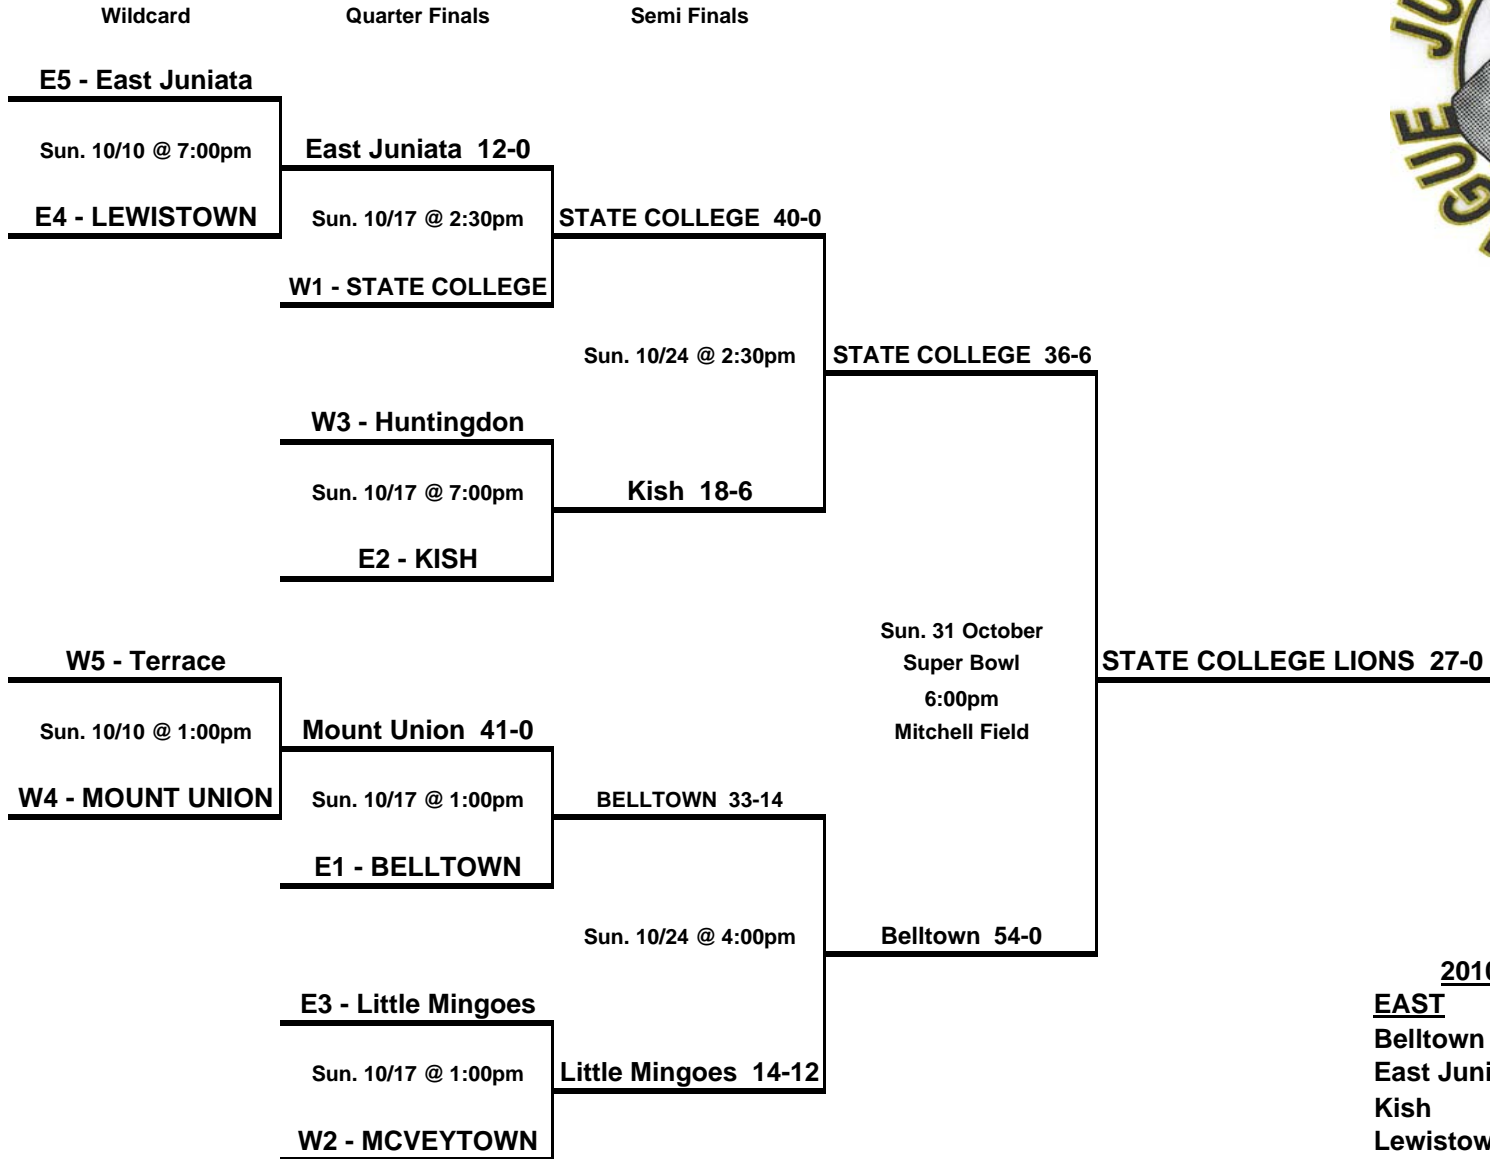 Wildcard Quarter Finals Semi Finals
E5 - East Juniata
Sun. 10/10 @ 7:00pm East Juniata 12-0
E4 - LEWISTOWN Sun. 10/17 @ 2:30pm STATE COLLEGE 40-0
W1 - STATE COLLEGE
Sun. 10/24 @ 2:30pm STATE COLLEGE 36-6
W3 - Huntingdon
Sun. 10/17 @ 7:00pm Kish 18-6
E2 - KISH
Sun. 31 October
W5 - Terrace Super Bowl STATE COLLEGE LIONS 27-0
6:00pm
Sun. 10/10 @ 1:00pm Mount Union 41-0 Mitchell Field
W4 - MOUNT UNION Sun. 10/17 @ 1:00pm BELLTOWN 33-14
E1 - BELLTOWN
Sun. 10/24 @ 4:00pm Belltown 54-0
E3 - Little Mingoes
Sun. 10/17 @ 1:00pm Little Mingoes 14-12
W2 - MCVEYTOWN
EAST
Belltown
East
Kish